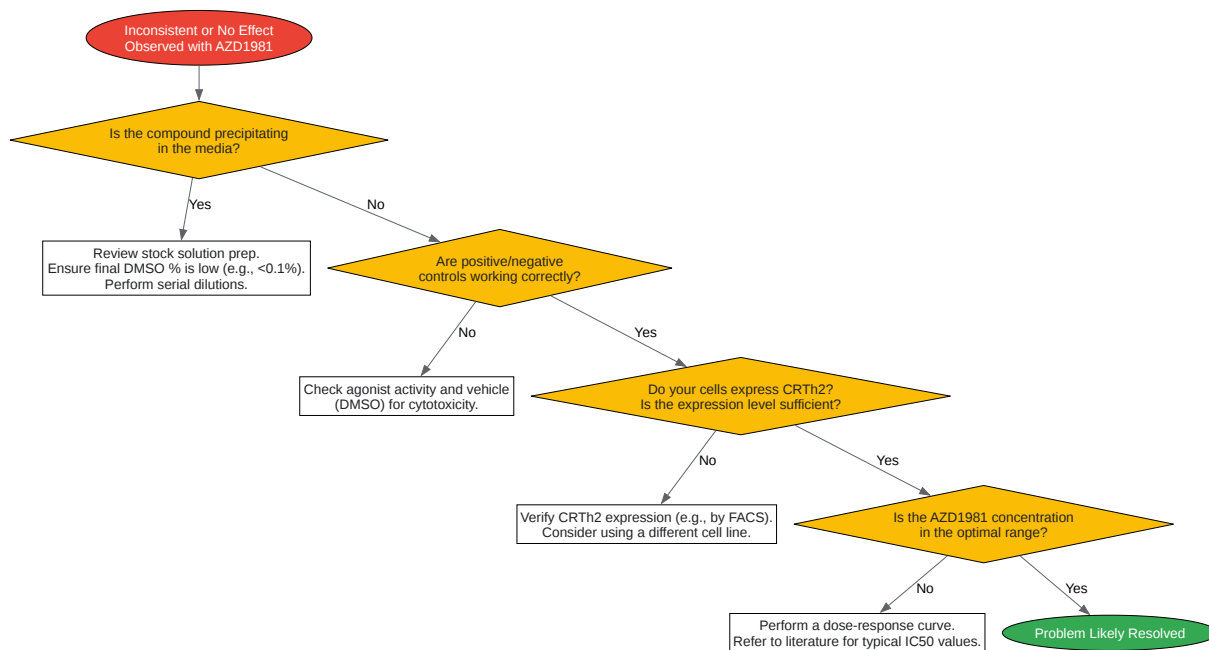 Inconsistent or No Effect
Observed with AZD1981
Is the compound precipitating
in the media?
Yes
No
Review stock solution prep.
Ensure final DMSO % is low (e.g., <0.1%).
Perform serial dilutions.
Are positive/negative
controls working correctly?
No
Yes
Check agonist activity and vehicle
(DMSO) for cytotoxicity.
Do your cells express CRTh2?
Is the expression level sufficient?
No
Yes
Verify CRTh2 expression (e.g., by FACS).
Consider using a different cell line.
Is the AZD1981 concentration
in the optimal range?
No
Yes
Perform a dose-response curve.
Refer to literature for typical IC50 values.
Problem Likely Resolved